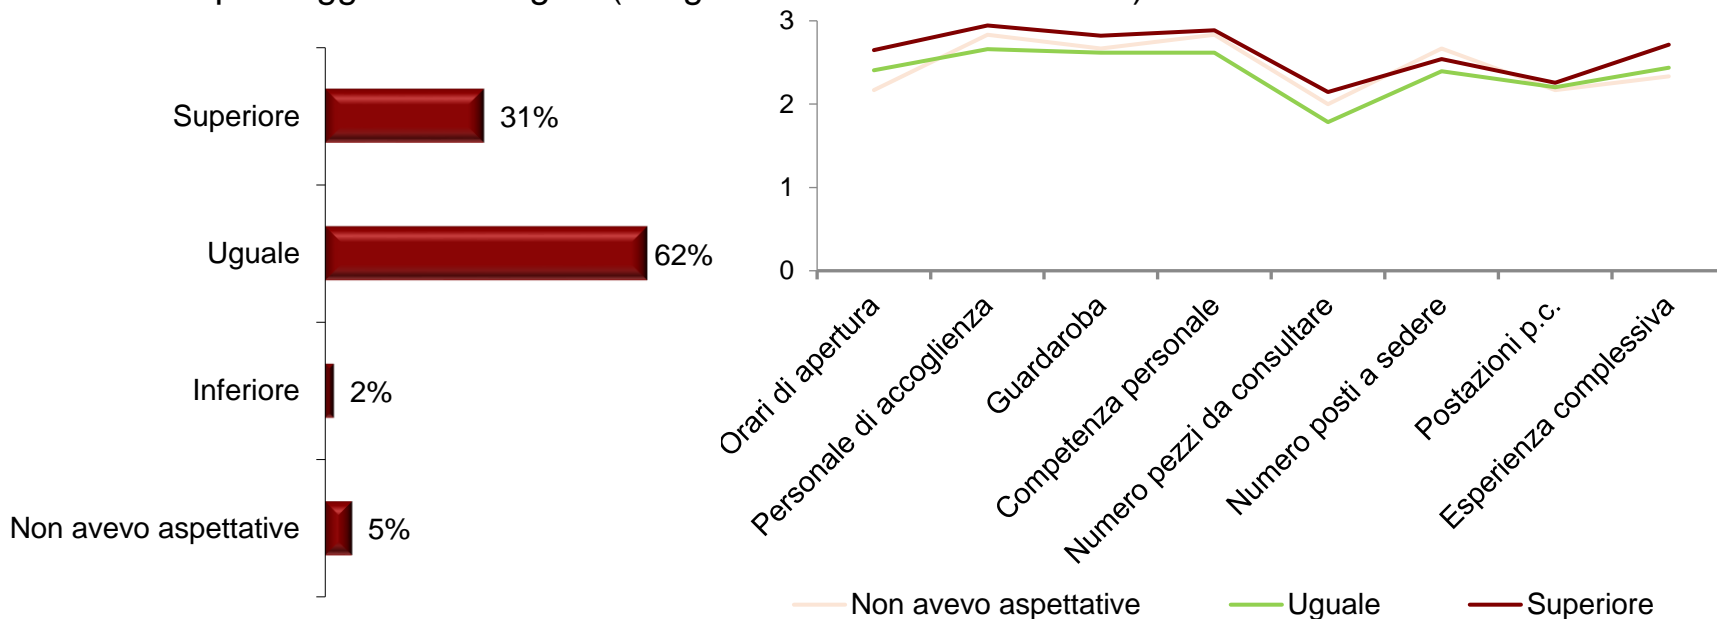 Superiore
31%
Uguale
62%
Inferiore
2%
Non avevo aspettative
5%
3
2
1
0
Orari di apertura
Personale di accoglienza
Guardaroba
Competenza personale
Numero pezzi da consultare
Numero posti a sedere
Postazioni p.c.
Esperienza complessiva
Non avevo aspettative
Uguale
Superiore